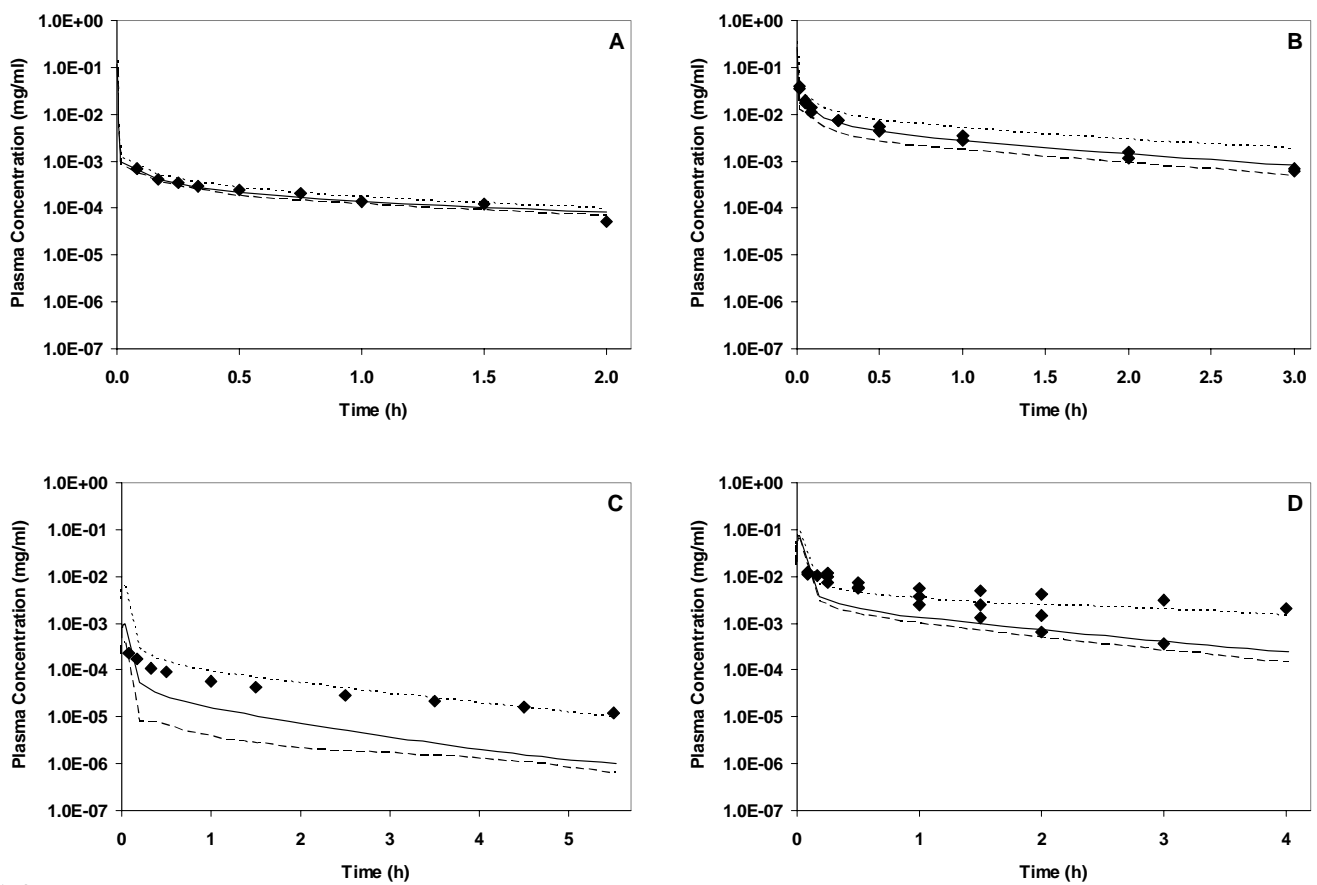 A
Plasma Concentration (mg/ml)
1.0E+00
1.0E-01
1.0E-02
1.0E-03
1.0E-04
1.0E-05
1.0E-06
1.0E-07
0.0 0.5 1.0 1.5 2.0
Time (h)
B
Plasma Concentration (mg/ml)
1.0E+00
1.0E-01
1.0E-02
1.0E-03
1.0E-04
1.0E-05
1.0E-06
1.0E-07
0.0 0.5 1.0 1.5 2.0 2.5 3.0
Time (h)
C
Plasma Concentration (mg/ml)
1.0E+00
1.0E-01
1.0E-02
1.0E-03
1.0E-04
1.0E-05
1.0E-06
1.0E-07
0 1 2 3 4 5
Time (h)
D
Plasma Concentration (mg/ml)
1.0E+00
1.0E-01
1.0E-02
1.0E-03
1.0E-04
1.0E-05
1.0E-06
1.0E-07
0 1 2 3 4
Time (h)